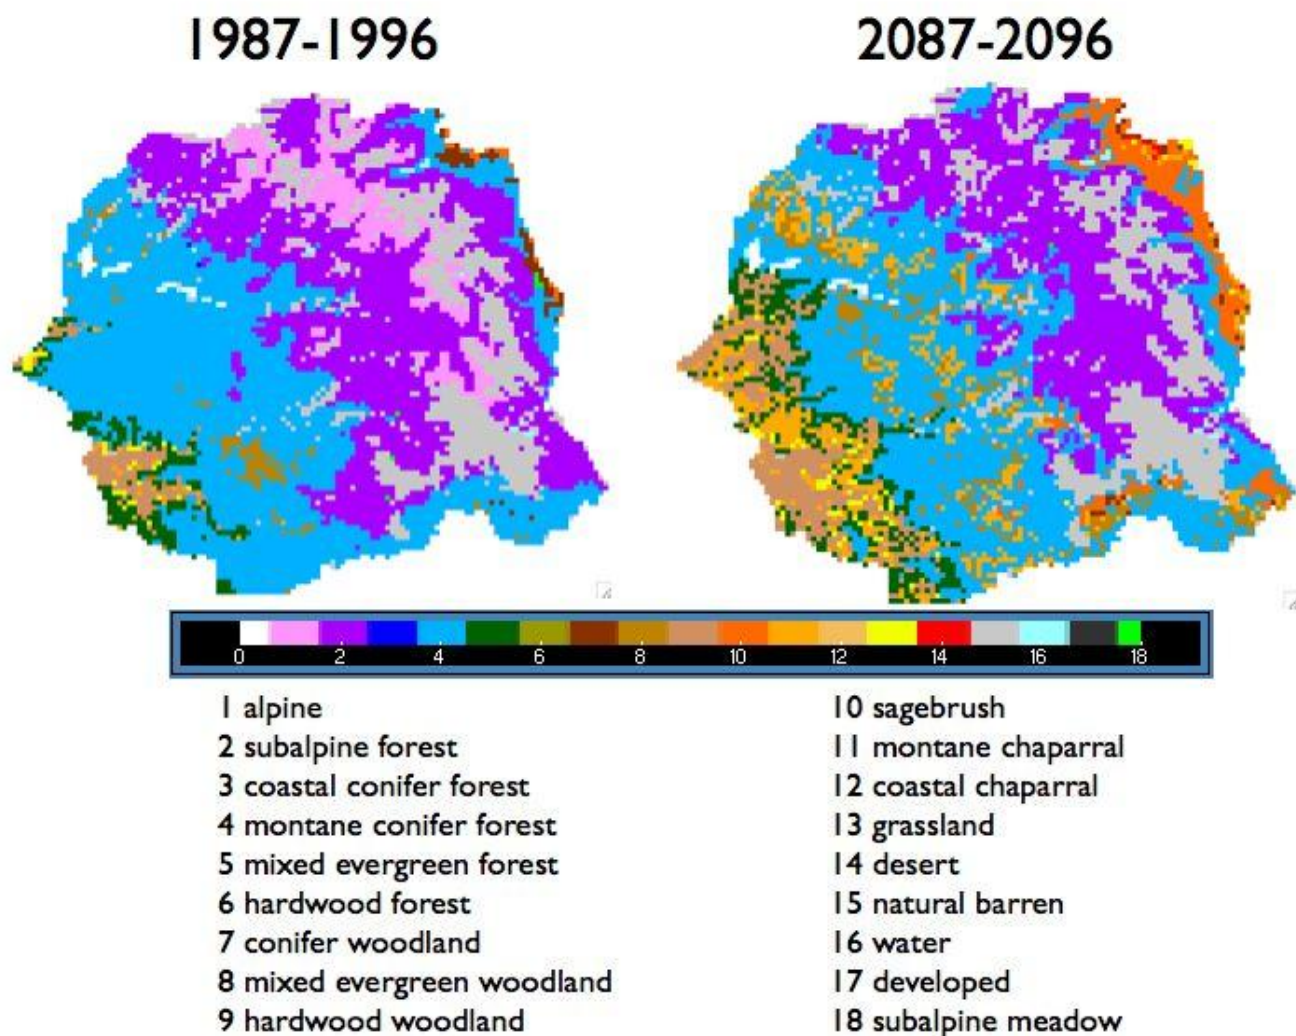 1987-1996
2087-2096
0 2 4 6 8 10 12 14 16 18
1 alpine
2 subalpine forest
3 coastal conifer forest
4 montane conifer forest
5 mixed evergreen forest
6 hardwood forest
7 conifer woodland
8 mixed evergreen woodland
9 hardwood woodland
10 sagebrush
11 montane chaparral
12 coastal chaparral
13 grassland
14 desert
15 natural barren
16 water
17 developed
18 subalpine meadow